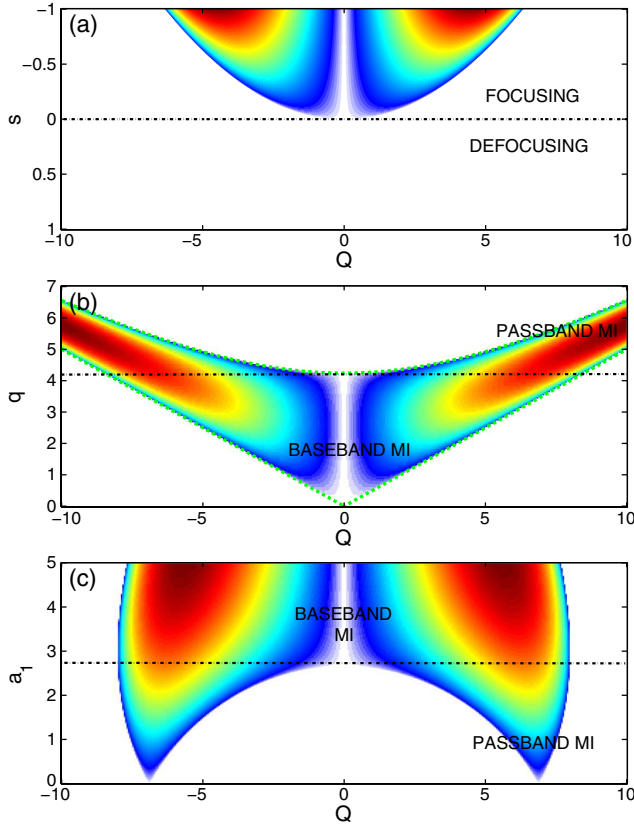 (a)
−1
−0.5
0
0.5
1
s
FOCUSING
DEFOCUSING
−10 −5 0 5 10
Q
(b)
7
6
5
4
3
2
1
0
q
PASSBAND MI
BASEBAND MI
−10 −5 0 5 10
Q
(c)
5
4
3
2
1
0
a1
BASEBAND
MI
PASSBAND MI
−10 −5 0 5 10
Q